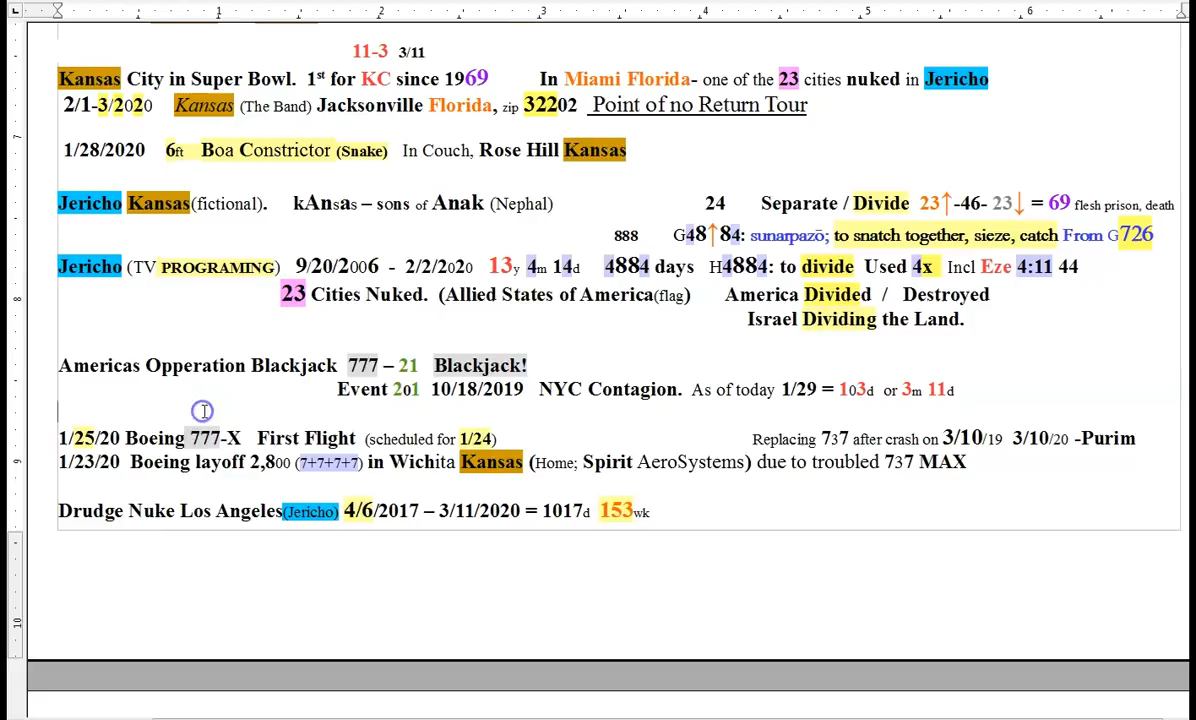 1 2 3 4 5 6
11-3 3/11
Kansas City in Super Bowl. 1st for KC since 1969 In Miami Florida- one of the 23 cities nuked in Jericho
2/1-3/2020 Kansas (The Band) Jacksonville Florida, zip 32202 Point of no Return Tour
7
1/28/2020 6ft Boa Constrictor (Snake) In Couch, Rose Hill Kansas
Jericho Kansas(fictional). kAnsas – sons of Anak (Nephal) 24 Separate / Divide 23↑-46- 23↓ = 69 flesh prison, death
888 G48↑84: sunarpazō; to snatch together, sieze, catch From G726
Jericho (TV PROGRAMING) 9/20/2006 - 2/2/2020 13y 4m 14d 4884 days H4884: to divide Used 4x Incl Eze 4:11 44
8
23 Cities Nuked. (Allied States of America(flag) America Divided / Destroyed
Israel Dividing the Land.
Americas Opperation Blackjack 777 – 21 Blackjack!
Event 201 10/18/2019 NYC Contagion. As of today 1/29 = 103d or 3m 11d
1/25/20 Boeing 777-X First Flight (scheduled for 1/24) Replacing 737 after crash on 3/10/19 3/10/20 -Purim
9
1/23/20 Boeing layoff 2,800 (7+7+7+7) in Wichita Kansas (Home; Spirit AeroSystems) due to troubled 737 MAX
Drudge Nuke Los Angeles(Jericho) 4/6/2017 – 3/11/2020 = 1017d 153wk
10